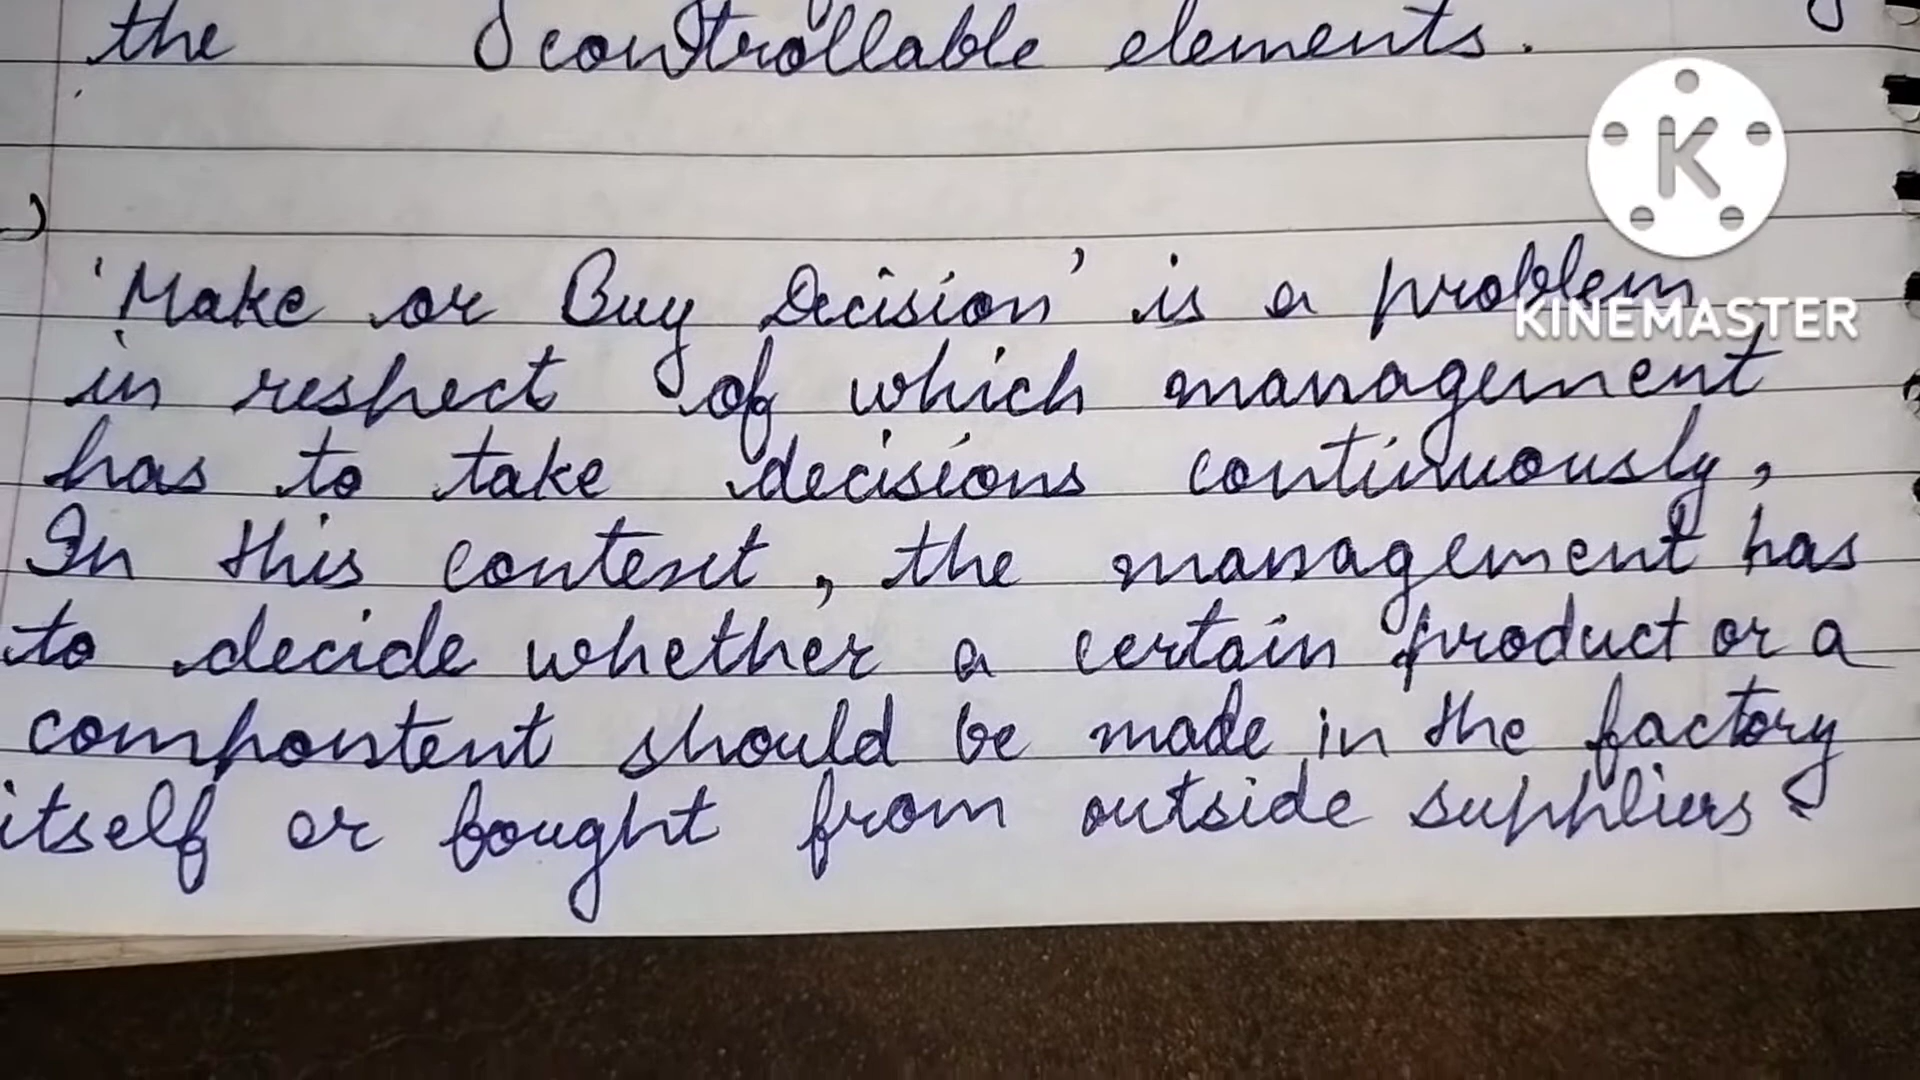 the controllable elements.
'Make or Buy Decision' is a problem
in respect of which management
has to take decisions continuously,
In this context, the management has
to decide whether a certain product or a
compontent should be made in the factory
itself or bought from outside suppliers.
K
KINEMASTER